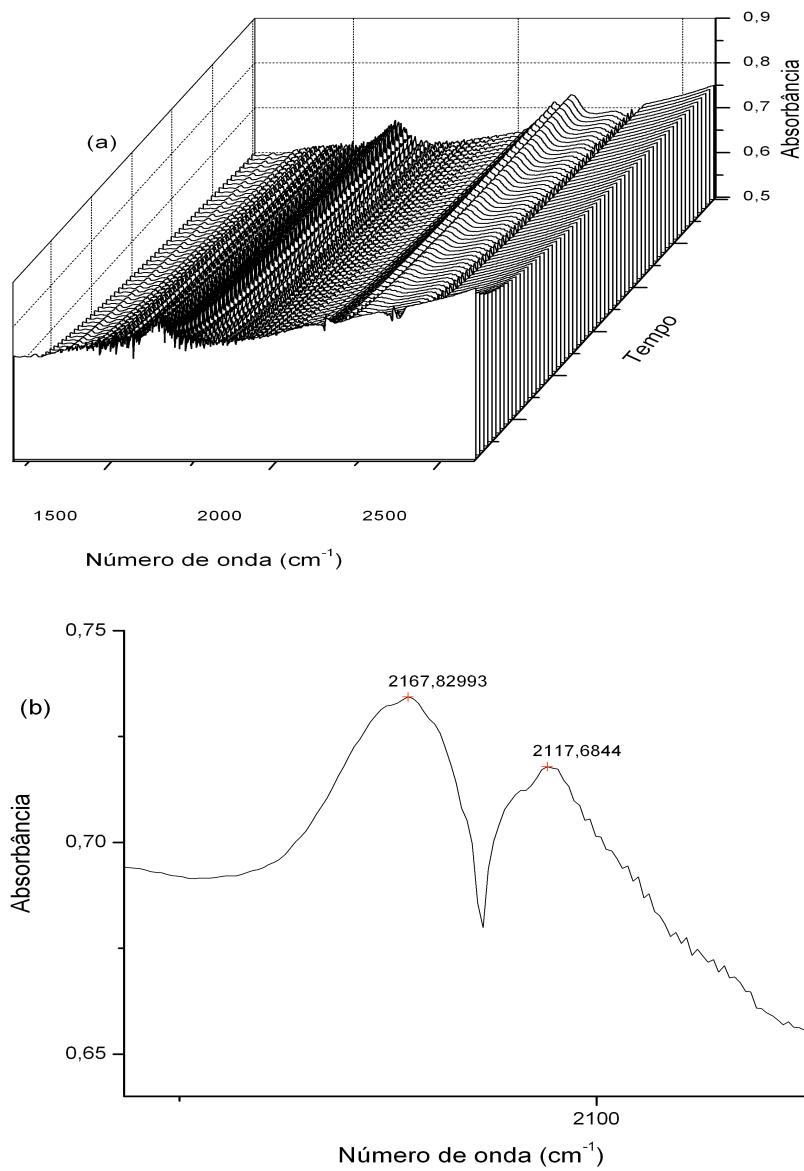 0,9
0,8
0,7
0,6
0,5
Absorbância
(a)
Tempo
1500 2000 2500
Número de onda (cm-1)
0,75
(b)
2167,82993
2117,6844
0,70
Absorbância
0,65
2100
Número de onda (cm-1)